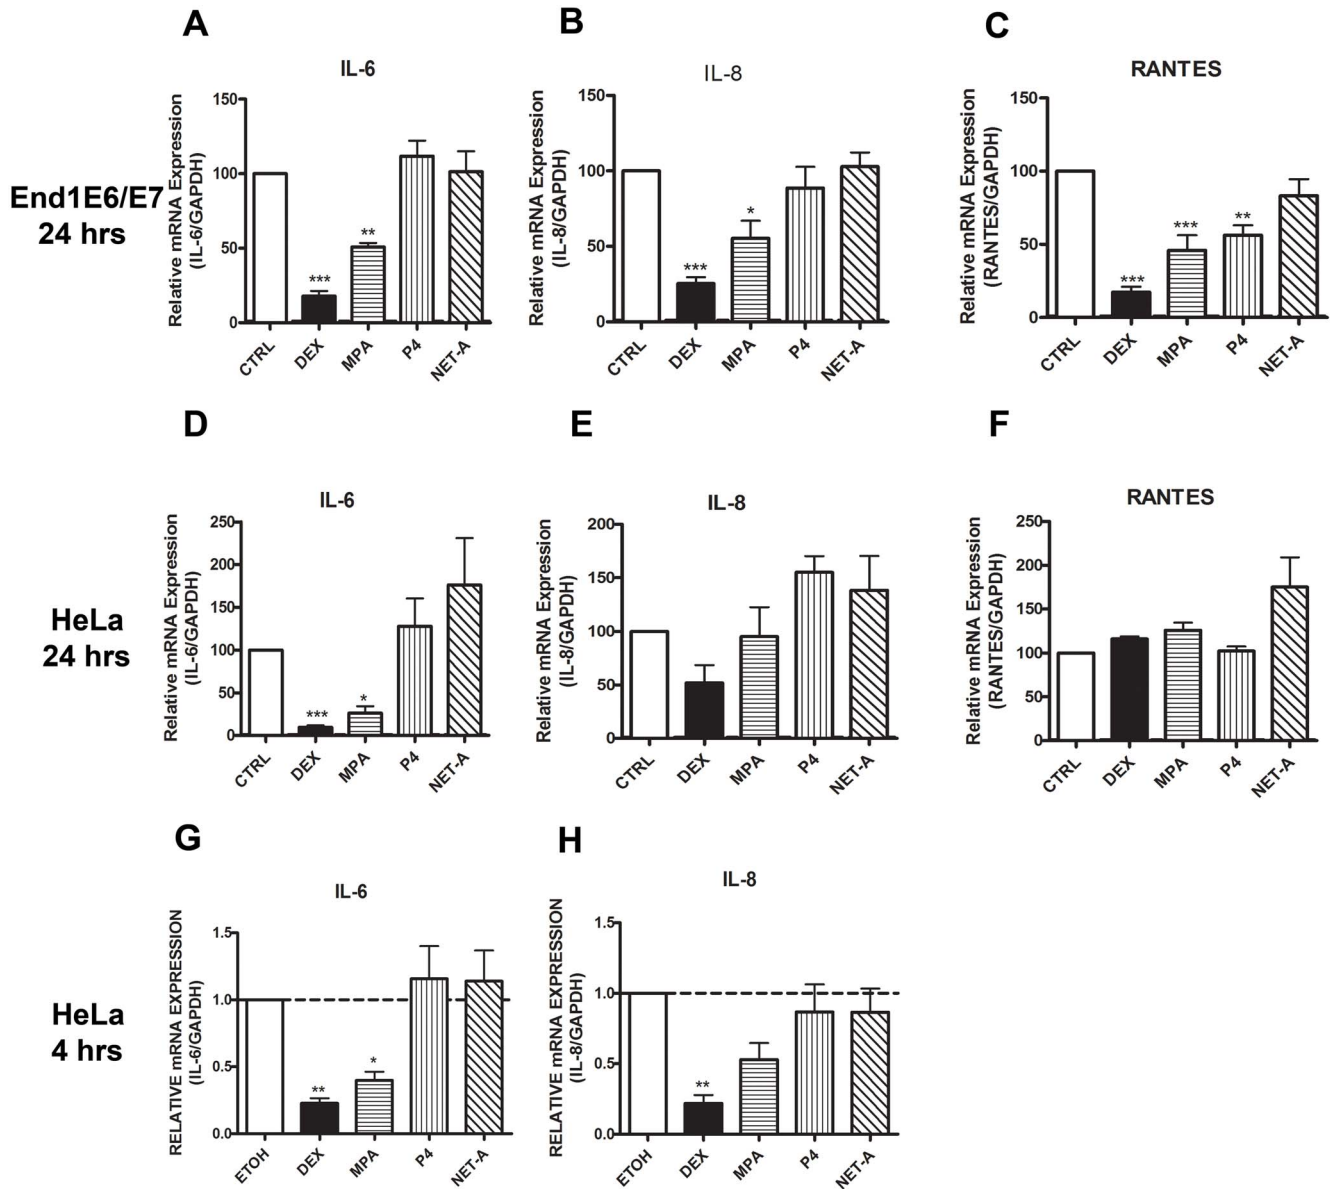 A
B
C
IL-6
IL-8
RANTES
End1E6/E7
24 hrs
Relative mRNA Expression
(IL-6/GAPDH)
150
100
50
0
***
**
CTRL
DEX
MPA
P4
NET-A
Relative mRNA Expression
(IL-8/GAPDH)
150
100
50
0
***
*
CTRL
DEX
MPA
P4
NET-A
Relative mRNA Expression
(RANTES/GAPDH)
150
100
50
0
***
***
**
CTRL
DEX
MPA
P4
NET-A
D
E
F
IL-6
IL-8
RANTES
HeLa
24 hrs
Relative mRNA Expression
(IL-6/GAPDH)
250
200
150
100
50
0
***
*
CTRL
DEX
MPA
P4
NET-A
Relative mRNA Expression
(IL-8/GAPDH)
200
150
100
50
0
CTRL
DEX
MPA
P4
NET-A
Relative mRNA Expression
(RANTES/GAPDH)
250
200
150
100
50
0
CTRL
DEX
MPA
P4
NET-A
G
H
IL-6
IL-8
HeLa
4 hrs
RELATIVE mRNA EXPRESSION
(IL-6/GAPDH)
1.5
1.0
0.5
0.0
**
*
ETOH
DEX
MPA
P4
NET-A
RELATIVE mRNA EXPRESSION
(IL-8/GAPDH)
1.5
1.0
0.5
0.0
**
ETOH
DEX
MPA
P4
NET-A